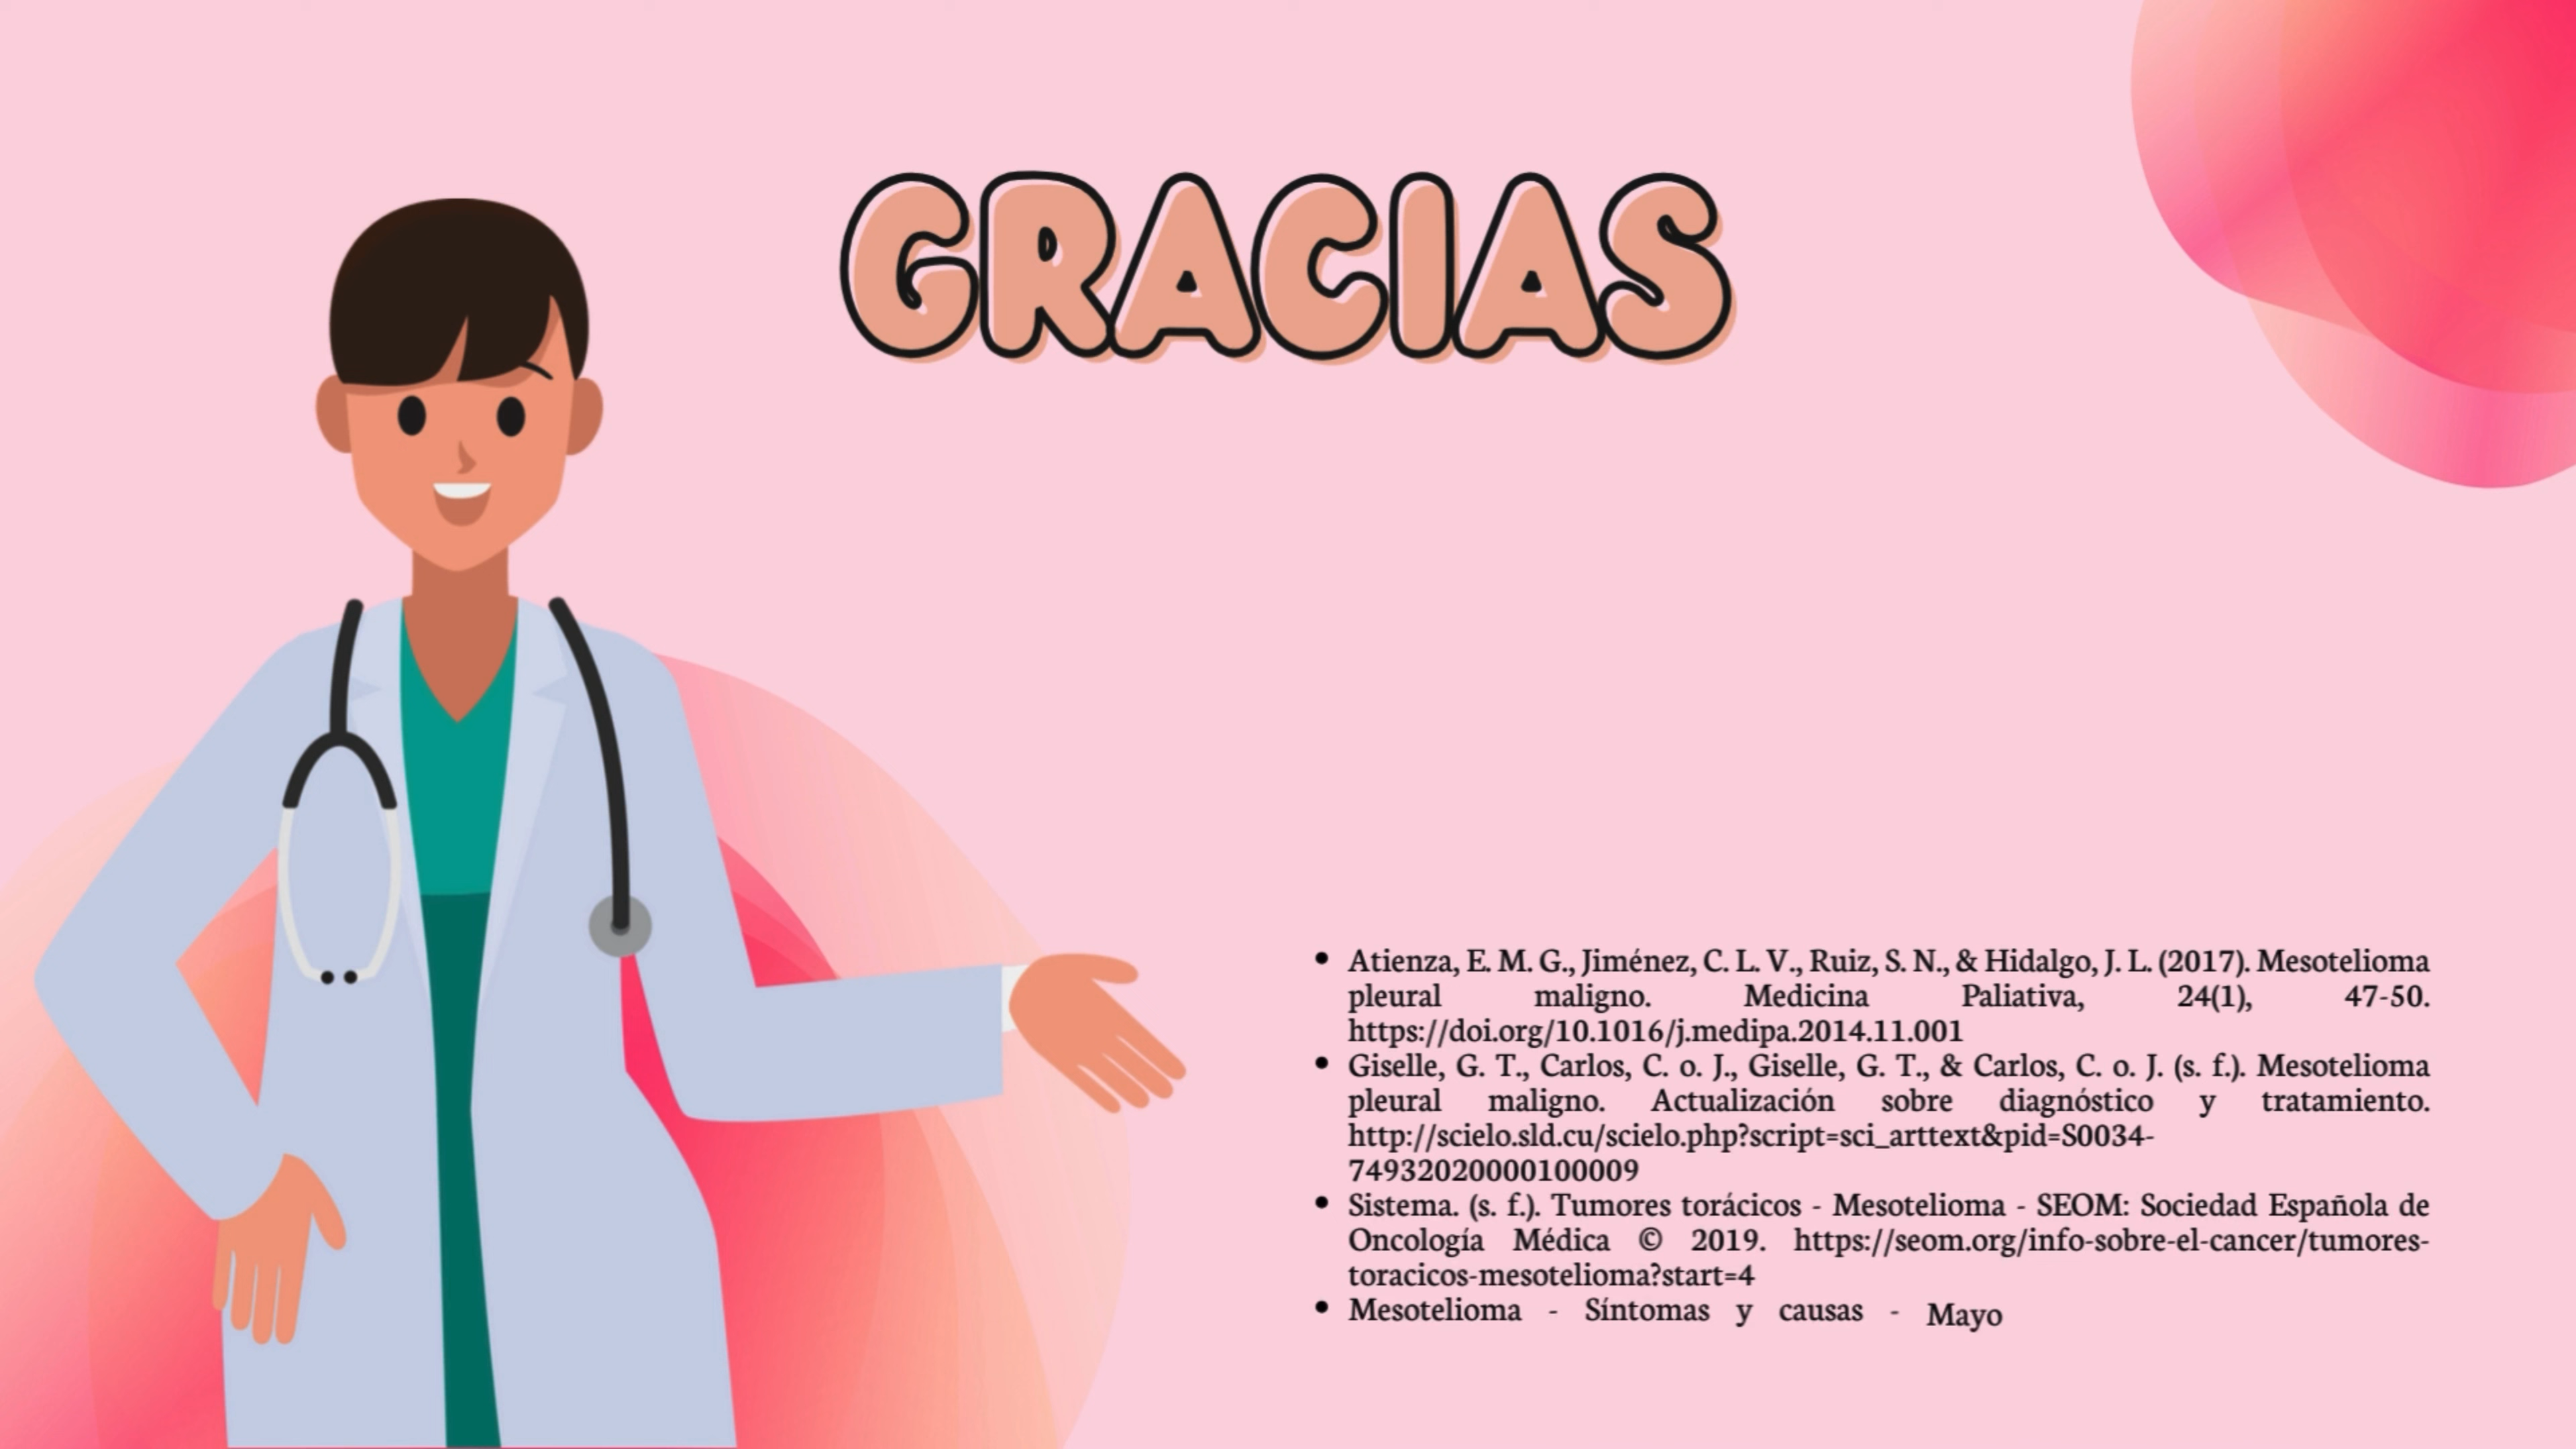 GRACIAS
• Atienza, E. M. G., Jiménez, C. L. V., Ruiz, S. N., & Hidalgo, J. L. (2017). Mesotelioma
pleural maligno. Medicina Paliativa, 24(1), 47-50.
https://doi.org/10.1016/j.medipa.2014.11.001
• Giselle, G. T., Carlos, C. o. J., Giselle, G. T., & Carlos, C. o. J. (s. f.). Mesotelioma
pleural maligno. Actualización sobre diagnóstico y tratamiento.
http://scielo.sld.cu/scielo.php?script=sci_arttext&pid=S0034-
74932020000100009
• Sistema. (s. f.). Tumores torácicos - Mesotelioma - SEOM: Sociedad Española de
Oncología Médica © 2019. https://seom.org/info-sobre-el-cancer/tumores-
toracicos-mesotelioma?start=4
• Mesotelioma - Síntomas y causas - Mayo